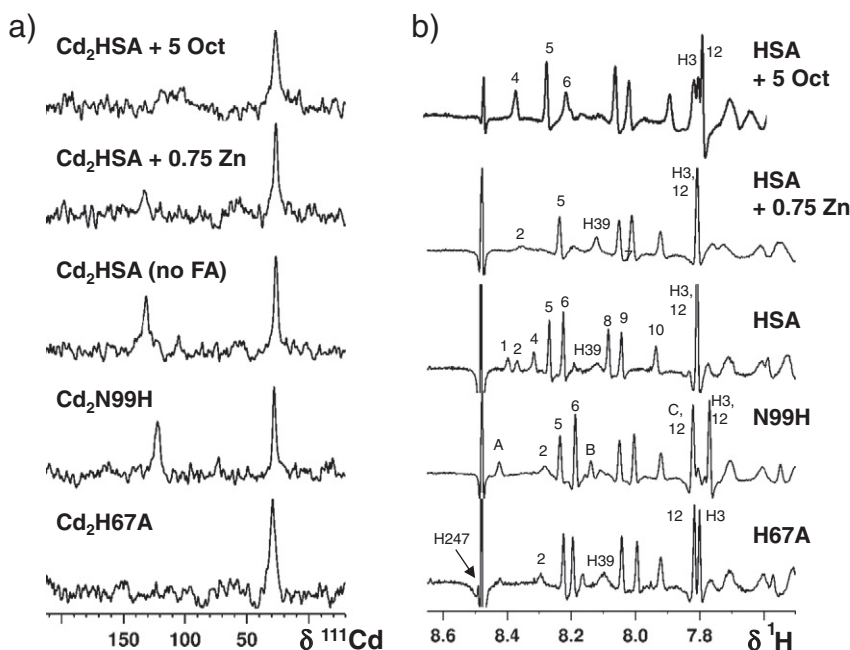 a)
Cd2HSA + 5 Oct
Cd2HSA + 0.75 Zn
Cd2HSA (no FA)
Cd2N99H
Cd2H67A
150 100 50 δ 111Cd
b)
HSA
+ 5 Oct
4 5 6 H3 12
HSA
+ 0.75 Zn
2 5 H39 7 H3,
12
HSA
1 2 4 5 6 H39 8 9 10 H3,
12
N99H
A 2 5 6 B C,
12 H3,
12
H67A
H247 2 H39 12 H3
8.6 8.4 8.2 8.0 7.8 δ 1H